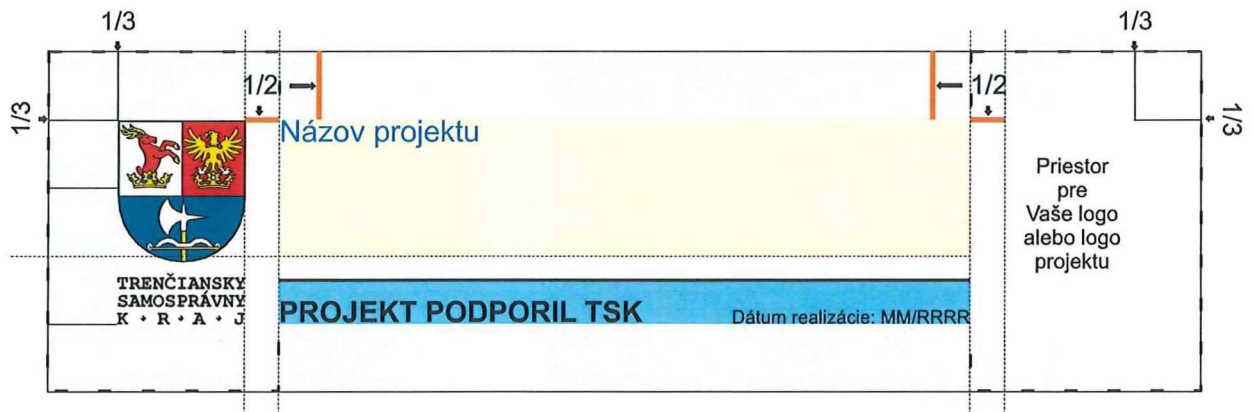 1/3
1/3
1/2
1/2
1/3
1/3
Názov projektu
Priestor
pre
Vaše logo
alebo logo
projektu
TRENČIANSKY
SAMOSPRÁVNY
K • R • A • J
PROJEKT PODPORIL TSK
Dátum realizácie: MM/RRRR